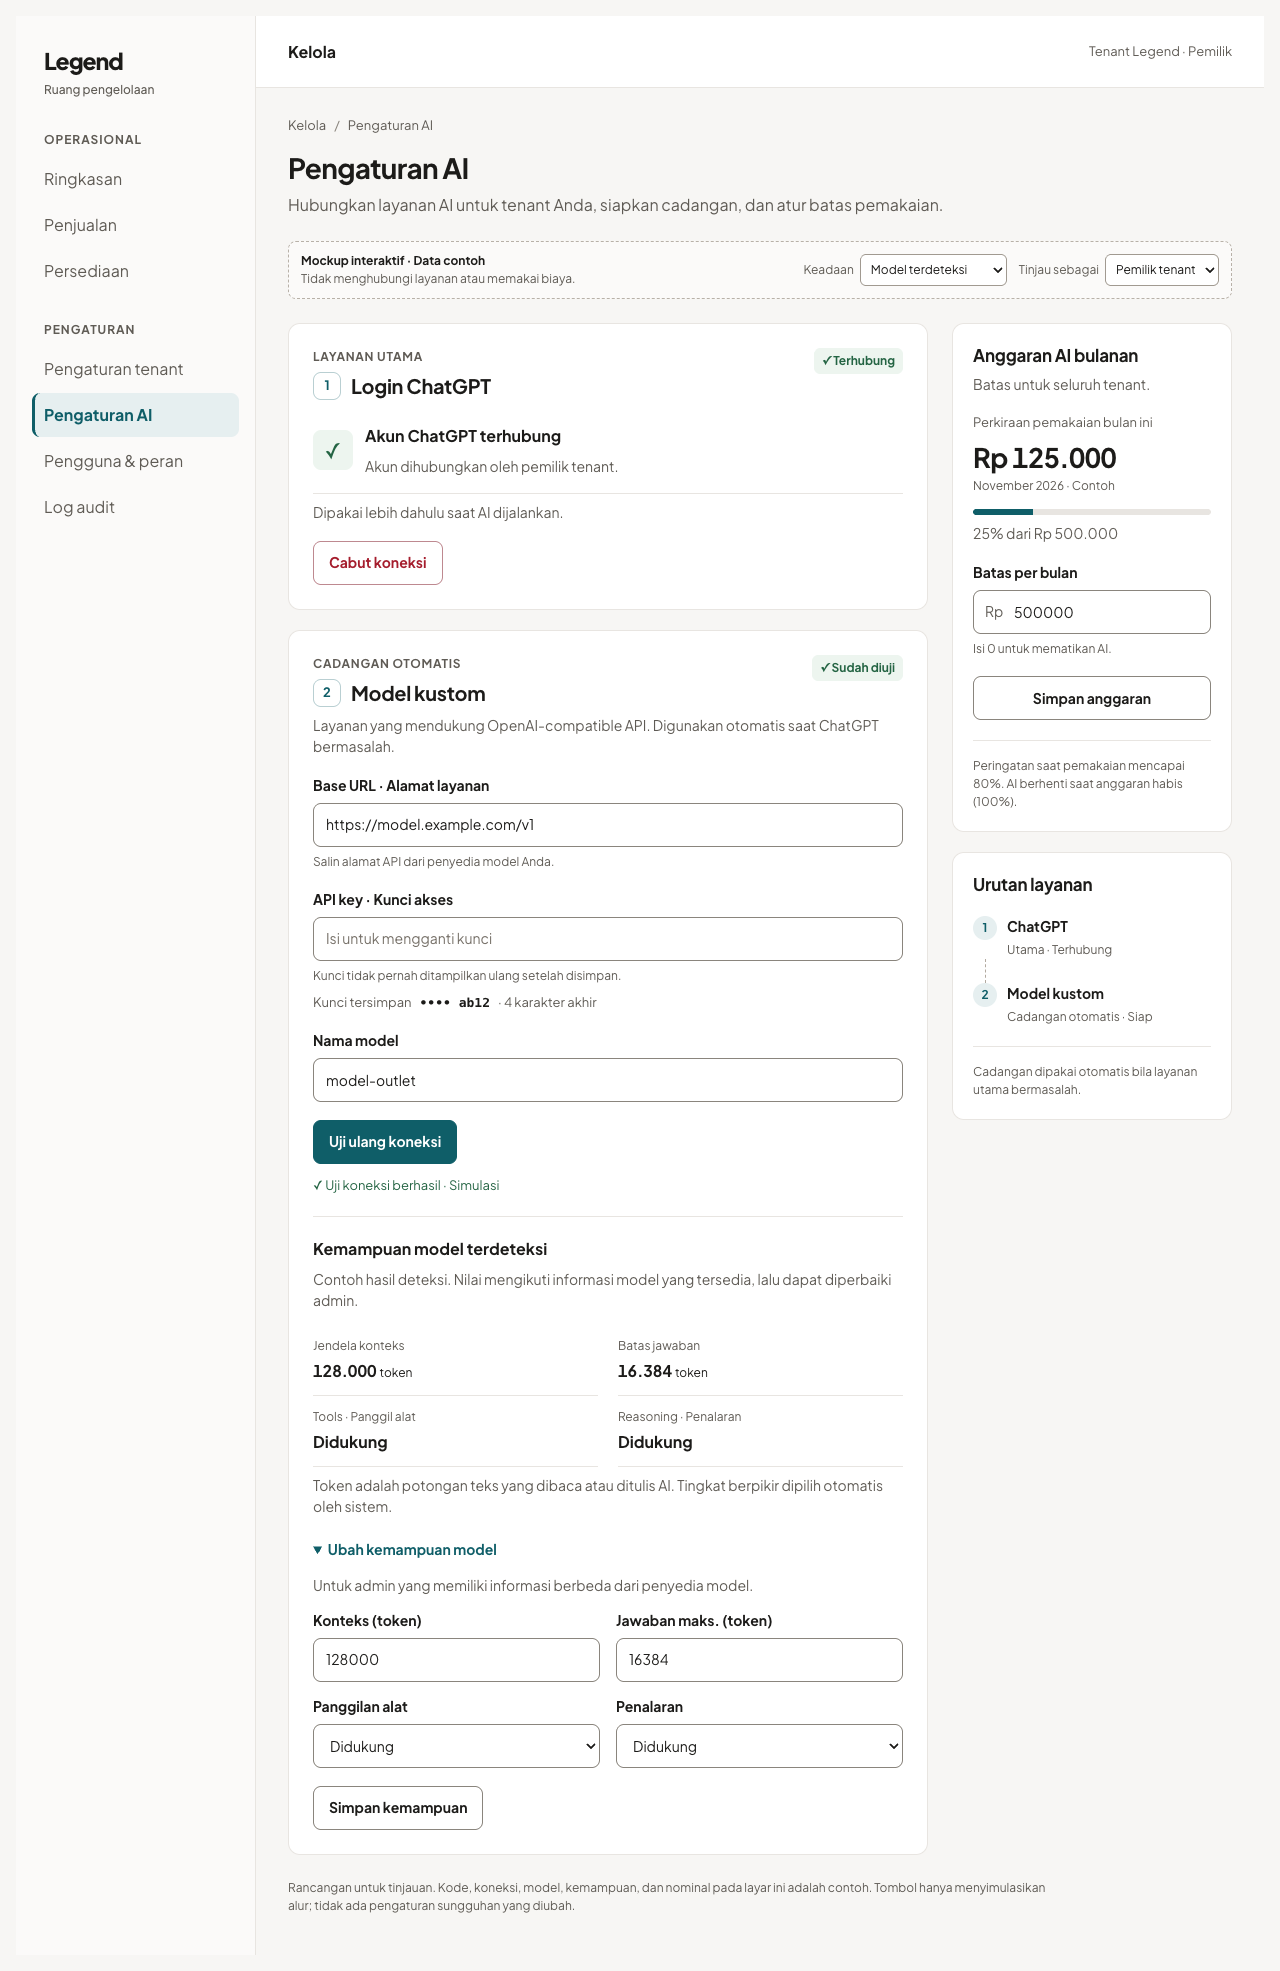 Legend
Ruang pengelolaan
OPERASIONAL
Ringkasan
Penjualan
Persediaan
PENGATURAN
Pengaturan tenant
Pengaturan AI
Pengguna & peran
Log audit
Kelola
Tenant Legend · Pemilik
Kelola / Pengaturan AI
Pengaturan AI
Hubungkan layanan AI untuk tenant Anda, siapkan cadangan, dan atur batas pemakaian.
Mockup interaktif · Data contoh
Tidak menghubungi layanan atau memakai biaya.
Keadaan Model terdeteksi Tinjau sebagai Pemilik tenant
LAYANAN UTAMA
✓Terhubung
1 Login ChatGPT
✓ Akun ChatGPT terhubung
Akun dihubungkan oleh pemilik tenant.
Dipakai lebih dahulu saat AI dijalankan.
Cabut koneksi
CADANGAN OTOMATIS
✓Sudah diuji
2 Model kustom
Layanan yang mendukung OpenAI-compatible API. Digunakan otomatis saat ChatGPT
bermasalah.
Base URL · Alamat layanan
https://model.example.com/v1
Salin alamat API dari penyedia model Anda.
API key · Kunci akses
Isi untuk mengganti kunci
Kunci tidak pernah ditampilkan ulang setelah disimpan.
Kunci tersimpan •••• ab12 · 4 karakter akhir
Nama model
model-outlet
Uji ulang koneksi
✓ Uji koneksi berhasil · Simulasi
Kemampuan model terdeteksi
Contoh hasil deteksi. Nilai mengikuti informasi model yang tersedia, lalu dapat diperbaiki
admin.
Jendela konteks
128.000 token
Batas jawaban
16.384 token
Tools · Panggil alat
Didukung
Reasoning · Penalaran
Didukung
Token adalah potongan teks yang dibaca atau ditulis AI. Tingkat berpikir dipilih otomatis
oleh sistem.
▼ Ubah kemampuan model
Untuk admin yang memiliki informasi berbeda dari penyedia model.
Konteks (token)
128000
Jawaban maks. (token)
16384
Panggilan alat
Didukung
Penalaran
Didukung
Simpan kemampuan
Anggaran AI bulanan
Batas untuk seluruh tenant.
Perkiraan pemakaian bulan ini
Rp 125.000
November 2026 · Contoh
25% dari Rp 500.000
Batas per bulan
Rp 500000
Isi 0 untuk mematikan AI.
Simpan anggaran
Peringatan saat pemakaian mencapai
80%. AI berhenti saat anggaran habis
(100%).
Urutan layanan
1 ChatGPT
Utama · Terhubung
2 Model kustom
Cadangan otomatis · Siap
Cadangan dipakai otomatis bila layanan
utama bermasalah.
Rancangan untuk tinjauan. Kode, koneksi, model, kemampuan, dan nominal pada layar ini adalah contoh. Tombol hanya menyimulasikan
alur; tidak ada pengaturan sungguhan yang diubah.